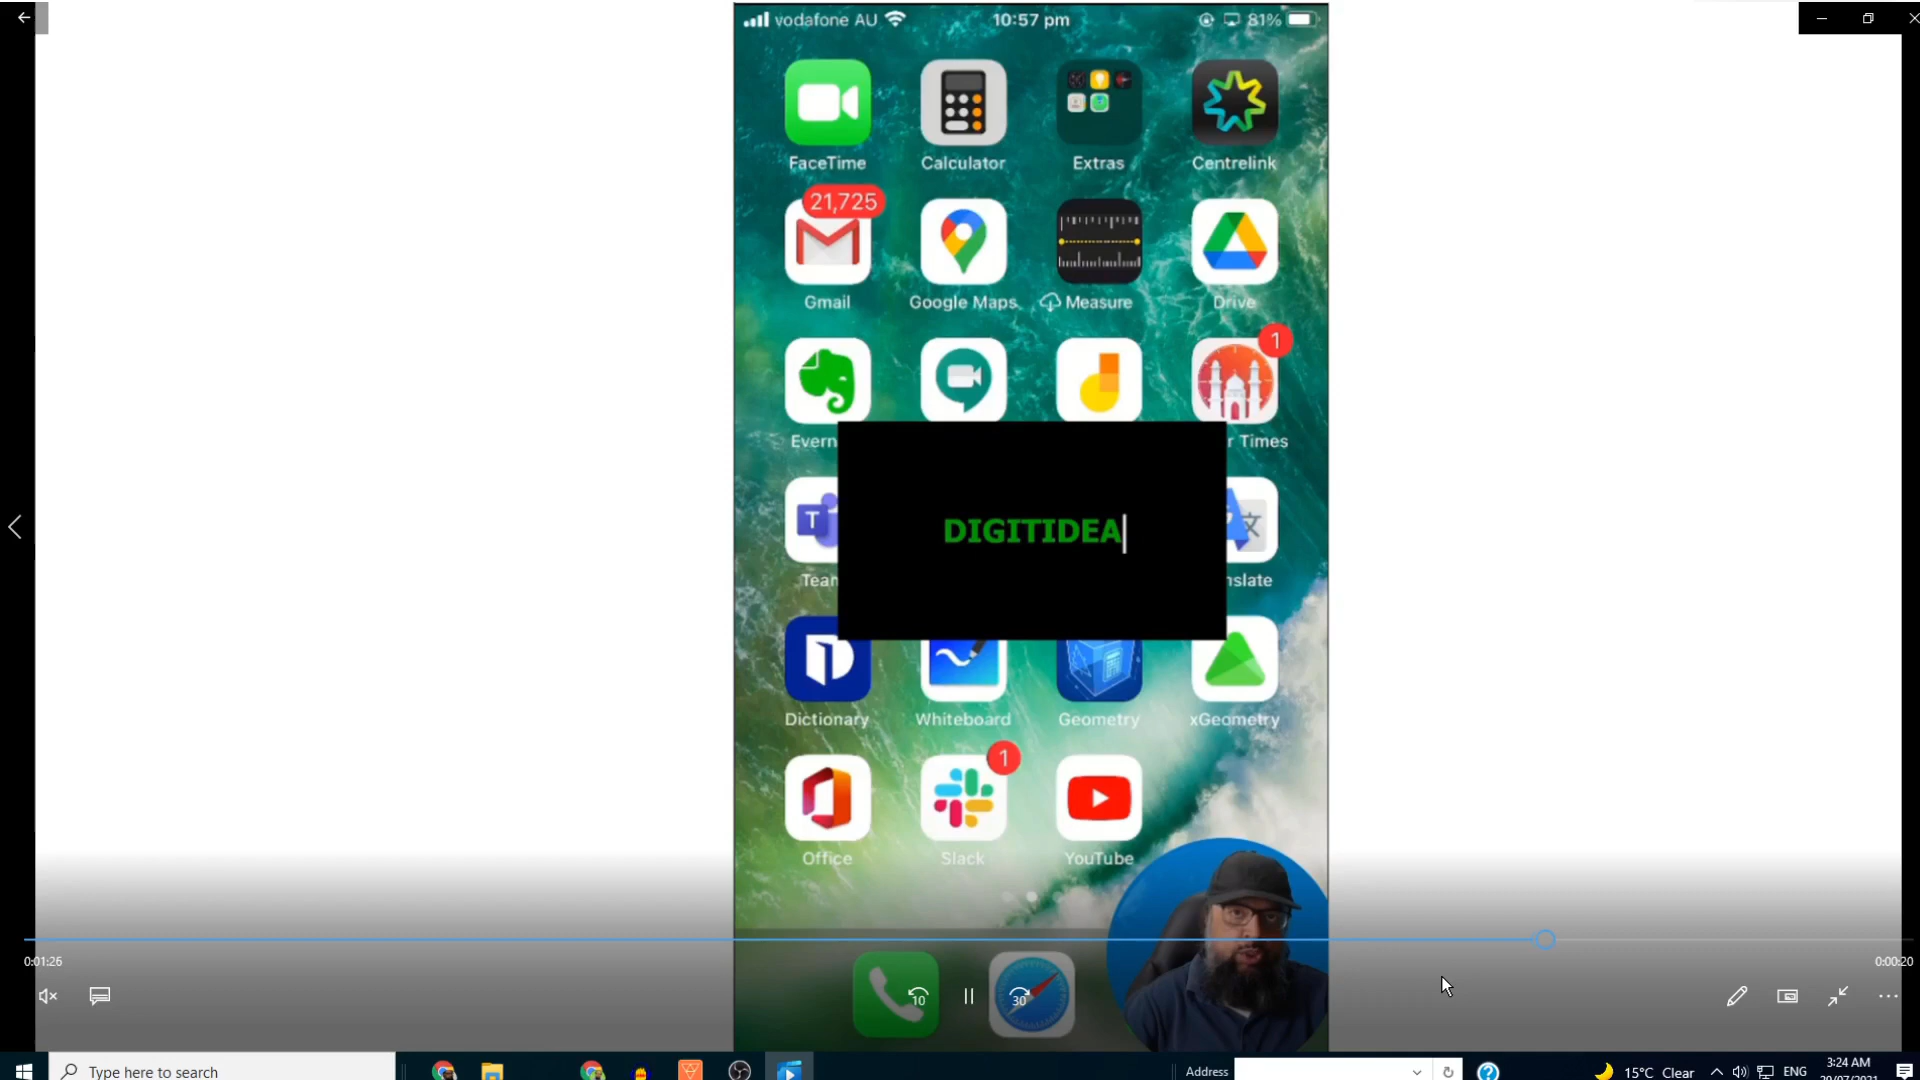 vodafone AU 10:57 pm 81%
FaceTime Calculator Extras Centrelink
21,725
Gmail Google Maps Measure Drive
1
Evern r Times
T
DIGITIDEA
Tean nslate
Dictionary Whiteboard Geometry xGeometry
1
Office Slack YouTube
0:01:26 0:00:20
10 30
Type here to search Address 15°C Clear ENG 3:24 AM